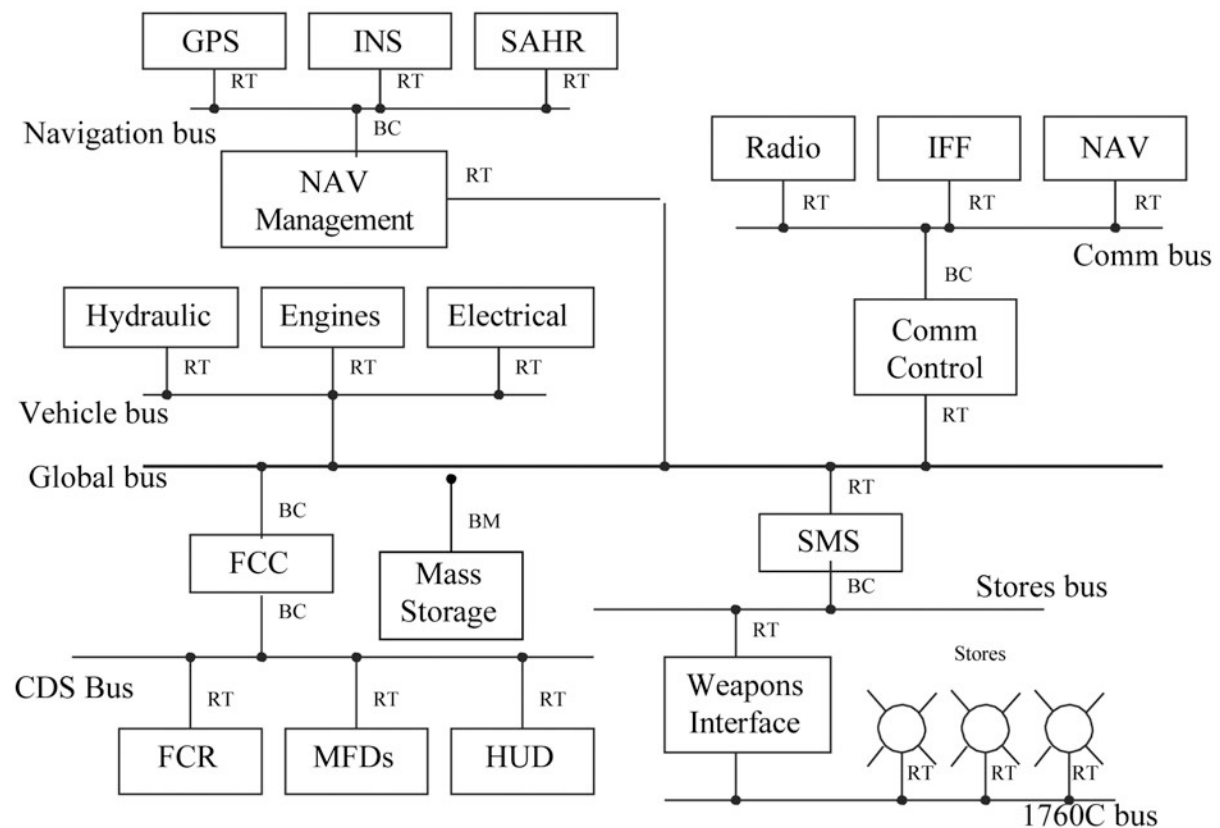 GPS
INS
SAHR
RT
RT
RT
Navigation bus
BC
NAV
Management
RT
Radio
IFF
NAV
RT
RT
RT
Comm bus
BC
Comm
Control
RT
Hydraulic
Engines
Electrical
RT
RT
RT
Vehicle bus
Global bus
BC
FCC
BC
BM
Mass
Storage
RT
SMS
BC
Stores bus
CDS Bus
RT
RT
RT
FCR
MFDs
HUD
RT
Weapons
Interface
Stores
RT
RT
RT
1760C bus